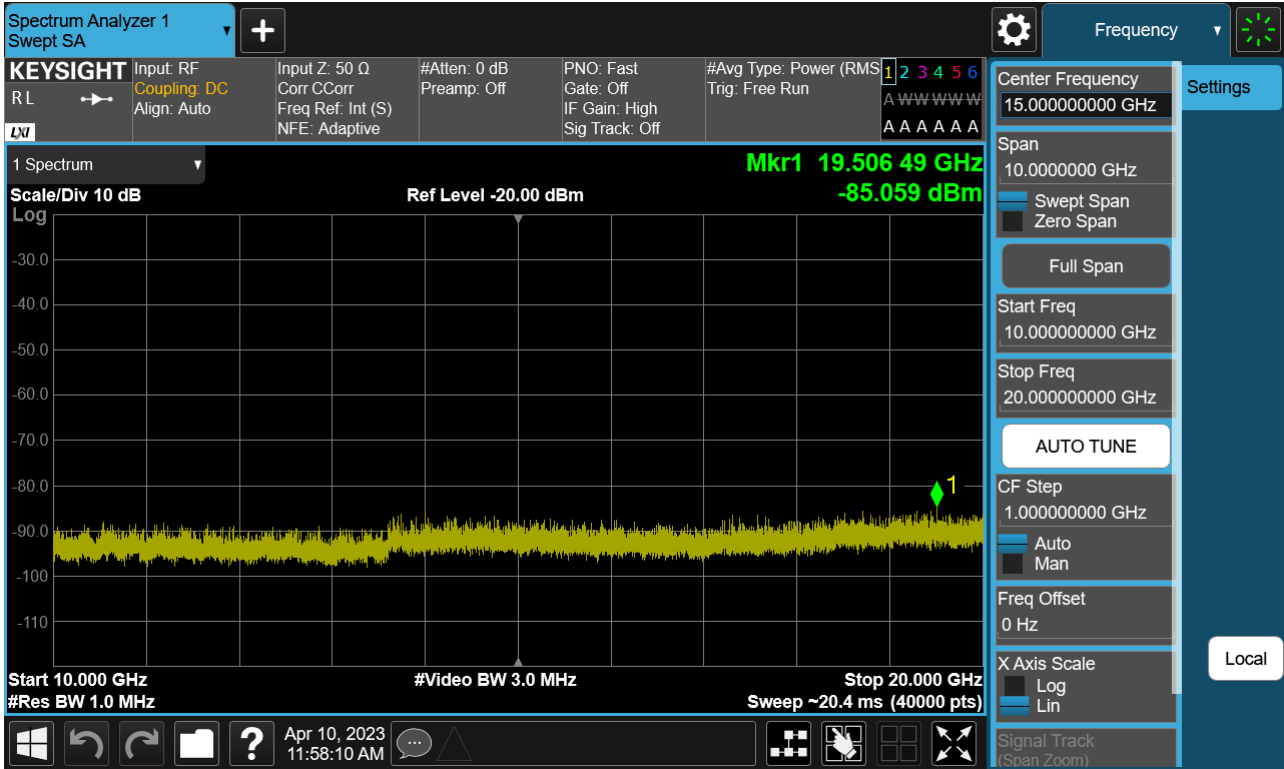 Spectrum Analyzer 1
Swept SA
+
Frequency
KEYSIGHT
R L
LXI
Input: RF
Coupling: DC
Align: Auto
Input Z: 50 Ω
Corr CCorr
Freq Ref: Int (S)
NFE: Adaptive
#Atten: 0 dB
Preamp: Off
PNO: Fast
Gate: Off
IF Gain: High
Sig Track: Off
#Avg Type: Power (RMS
Trig: Free Run
1 2 3 4 5 6
A W W W W W
A A A A A A
1 Spectrum
Scale/Div 10 dB
Ref Level -20.00 dBm
Mkr1 19.506 49 GHz
-85.059 dBm
Log
-30.0
-40.0
-50.0
-60.0
-70.0
-80.0
-90.0
-100
-110
1
Start 10.000 GHz
#Video BW 3.0 MHz
Stop 20.000 GHz
#Res BW 1.0 MHz
Sweep ~20.4 ms (40000 pts)
Center Frequency
15.000000000 GHz
Span
10.0000000 GHz
Swept Span
Zero Span
Full Span
Start Freq
10.000000000 GHz
Stop Freq
20.000000000 GHz
AUTO TUNE
CF Step
1.000000000 GHz
Auto
Man
Freq Offset
0 Hz
X Axis Scale
Log
Lin
Signal Track
(Span Zoom)
Settings
Local
?
Apr 10, 2023
11:58:10 AM